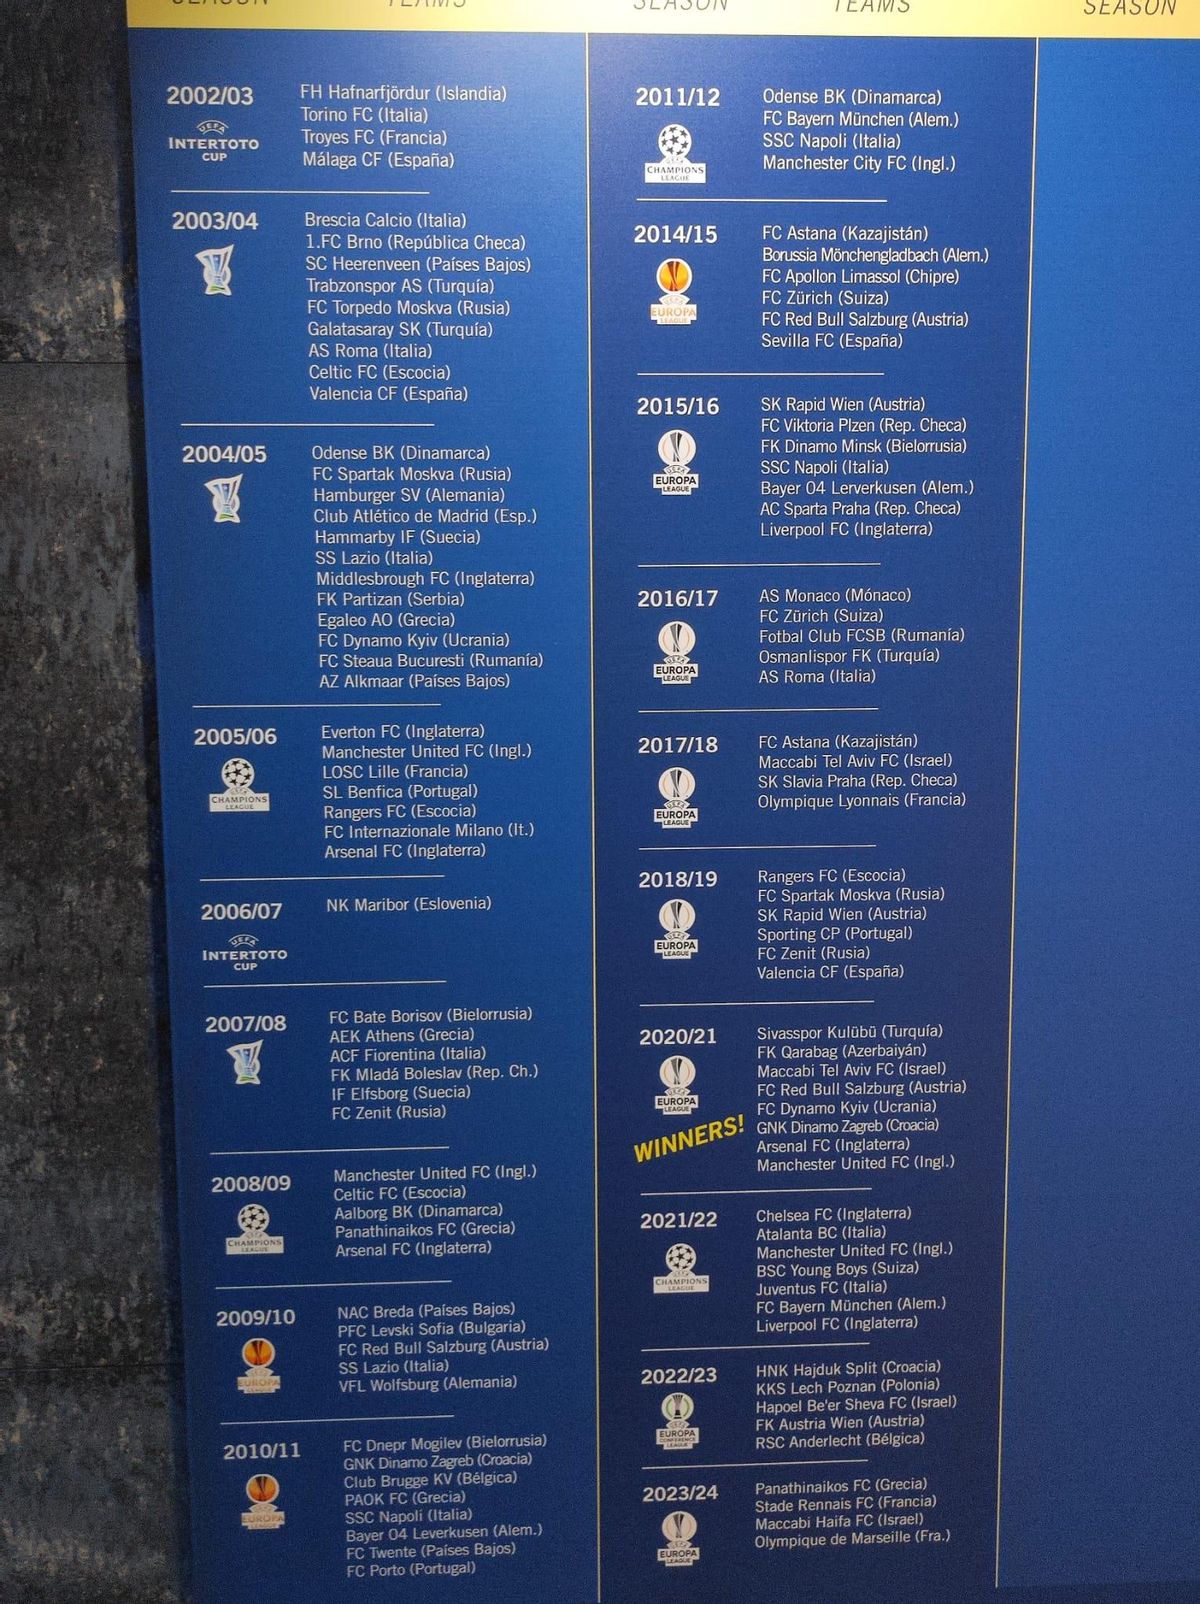 SEASON TEAMS
2002/03
UEFA
INTERTOTO
CUP
FH Hafnarfjördur (Islandia)
Torino FC (Italia)
Troyes FC (Francia)
Málaga CF (España)
2003/04
Brescia Calcio (Italia)
1.FC Brno (República Checa)
SC Heerenveen (Países Bajos)
Trabzonspor AS (Turquía)
FC Torpedo Moskva (Rusia)
Galatasaray SK (Turquía)
AS Roma (Italia)
Celtic FC (Escocia)
Valencia CF (España)
2004/05
Odense BK (Dinamarca)
FC Spartak Moskva (Rusia)
Hamburger SV (Alemania)
Club Atlético de Madrid (Esp.)
Hammarby IF (Suecia)
SS Lazio (Italia)
Middlesbrough FC (Inglaterra)
FK Partizan (Serbia)
Egaleo AO (Grecia)
FC Dynamo Kyiv (Ucrania)
FC Steaua Bucuresti (Rumanía)
AZ Alkmaar (Países Bajos)
2005/06
CHAMPIONS
LEAGUE
Everton FC (Inglaterra)
Manchester United FC (Ingl.)
LOSC Lille (Francia)
SL Benfica (Portugal)
Rangers FC (Escocia)
FC Internazionale Milano (It.)
Arsenal FC (Inglaterra)
2006/07
UEFA
INTERTOTO
CUP
NK Maribor (Eslovenia)
2007/08
FC Bate Borisov (Bielorrusia)
AEK Athens (Grecia)
ACF Fiorentina (Italia)
FK Mladá Boleslav (Rep. Ch.)
IF Elfsborg (Suecia)
FC Zenit (Rusia)
2008/09
CHAMPIONS
LEAGUE
Manchester United FC (Ingl.)
Celtic FC (Escocia)
Aalborg BK (Dinamarca)
Panathinaikos FC (Grecia)
Arsenal FC (Inglaterra)
2009/10
EUROPA
LEAGUE
NAC Breda (Países Bajos)
PFC Levski Sofia (Bulgaria)
FC Red Bull Salzburg (Austria)
SS Lazio (Italia)
VFL Wolfsburg (Alemania)
2010/11
EUROPA
LEAGUE
FC Dnepr Mogilev (Bielorrusia)
GNK Dinamo Zagreb (Croacia)
Club Brugge KV (Bélgica)
PAOK FC (Grecia)
SSC Napoli (Italia)
Bayer 04 Leverkusen (Alem.)
FC Twente (Países Bajos)
FC Porto (Portugal)
SEASON TEAMS
2011/12
CHAMPIONS
LEAGUE
Odense BK (Dinamarca)
FC Bayern München (Alem.)
SSC Napoli (Italia)
Manchester City FC (Ingl.)
2014/15
UEFA
EUROPA
LEAGUE
FC Astana (Kazajistán)
Borussia Mönchengladbach (Alem.)
FC Apollon Limassol (Chipre)
FC Zürich (Suiza)
FC Red Bull Salzburg (Austria)
Sevilla FC (España)
2015/16
UEFA
EUROPA
LEAGUE
SK Rapid Wien (Austria)
FC Viktoria Plzen (Rep. Checa)
FK Dinamo Minsk (Bielorrusia)
SSC Napoli (Italia)
Bayer 04 Lerverkusen (Alem.)
AC Sparta Praha (Rep. Checa)
Liverpool FC (Inglaterra)
2016/17
UEFA
EUROPA
LEAGUE
AS Monaco (Mónaco)
FC Zürich (Suiza)
Fotbal Club FCSB (Rumanía)
Osmanlispor FK (Turquía)
AS Roma (Italia)
2017/18
UEFA
EUROPA
LEAGUE
FC Astana (Kazajistán)
Maccabi Tel Aviv FC (Israel)
SK Slavia Praha (Rep. Checa)
Olympique Lyonnais (Francia)
2018/19
UEFA
EUROPA
LEAGUE
Rangers FC (Escocia)
FC Spartak Moskva (Rusia)
SK Rapid Wien (Austria)
Sporting CP (Portugal)
FC Zenit (Rusia)
Valencia CF (España)
2020/21
UEFA
EUROPA
LEAGUE
WINNERS!
Sivasspor Kulübü (Turquía)
FK Qarabag (Azerbaiyán)
Maccabi Tel Aviv FC (Israel)
FC Red Bull Salzburg (Austria)
FC Dynamo Kyiv (Ucrania)
GNK Dinamo Zagreb (Croacia)
Arsenal FC (Inglaterra)
Manchester United FC (Ingl.)
2021/22
CHAMPIONS
LEAGUE
Chelsea FC (Inglaterra)
Atalanta BC (Italia)
Manchester United FC (Ingl.)
BSC Young Boys (Suiza)
Juventus FC (Italia)
FC Bayern München (Alem.)
Liverpool FC (Inglaterra)
2022/23
UEFA
EUROPA
CONFERENCE
LEAGUE
HNK Hajduk Split (Croacia)
KKS Lech Poznan (Polonia)
Hapoel Be'er Sheva FC (Israel)
FK Austria Wien (Austria)
RSC Anderlecht (Bélgica)
2023/24
UEFA
EUROPA
LEAGUE
Panathinaikos FC (Grecia)
Stade Rennais FC (Francia)
Maccabi Haifa FC (Israel)
Olympique de Marseille (Fra.)
SEASON